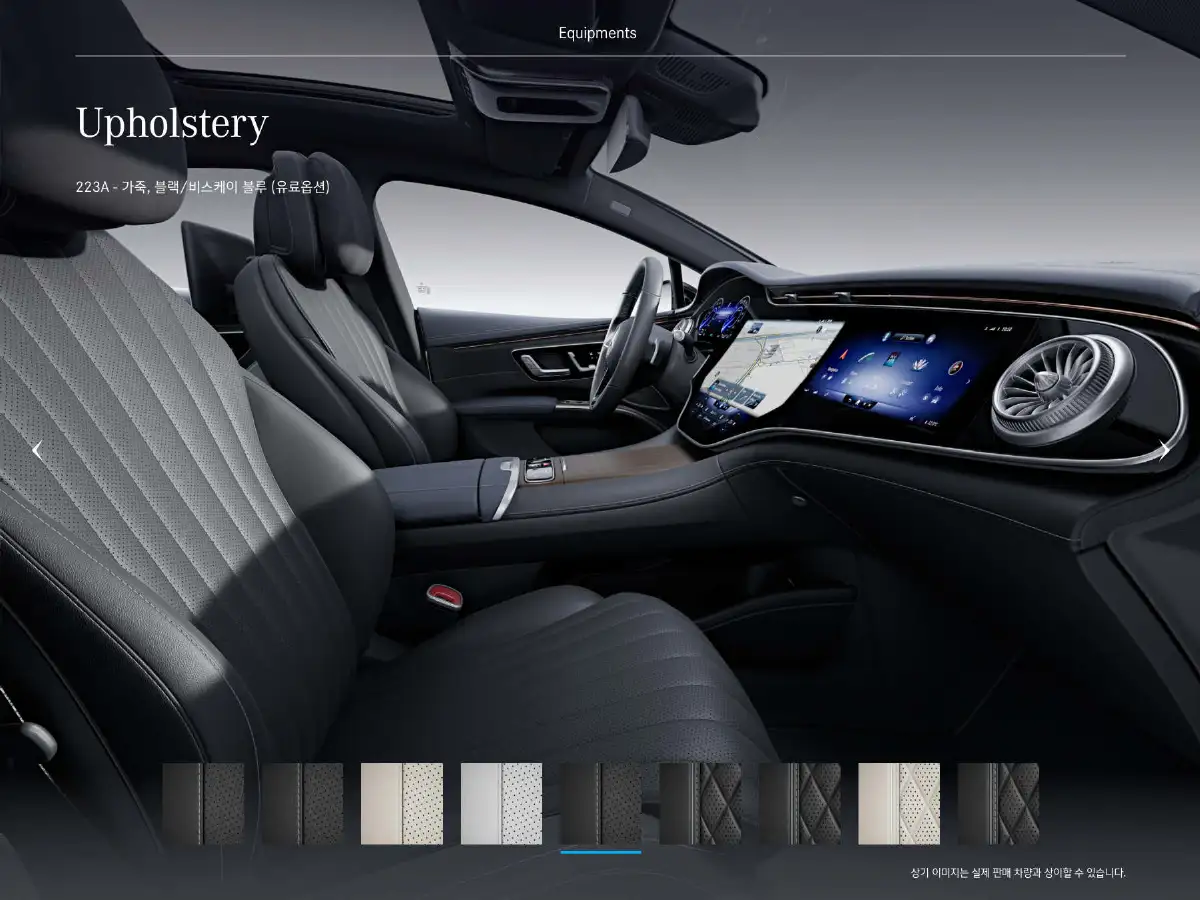 Equipments
Upholstery
223A - 가죽, 블랙/비스케이 블루 (유료옵션)
상기 이미지는 실제 판매 차량과 상이할 수 있습니다.